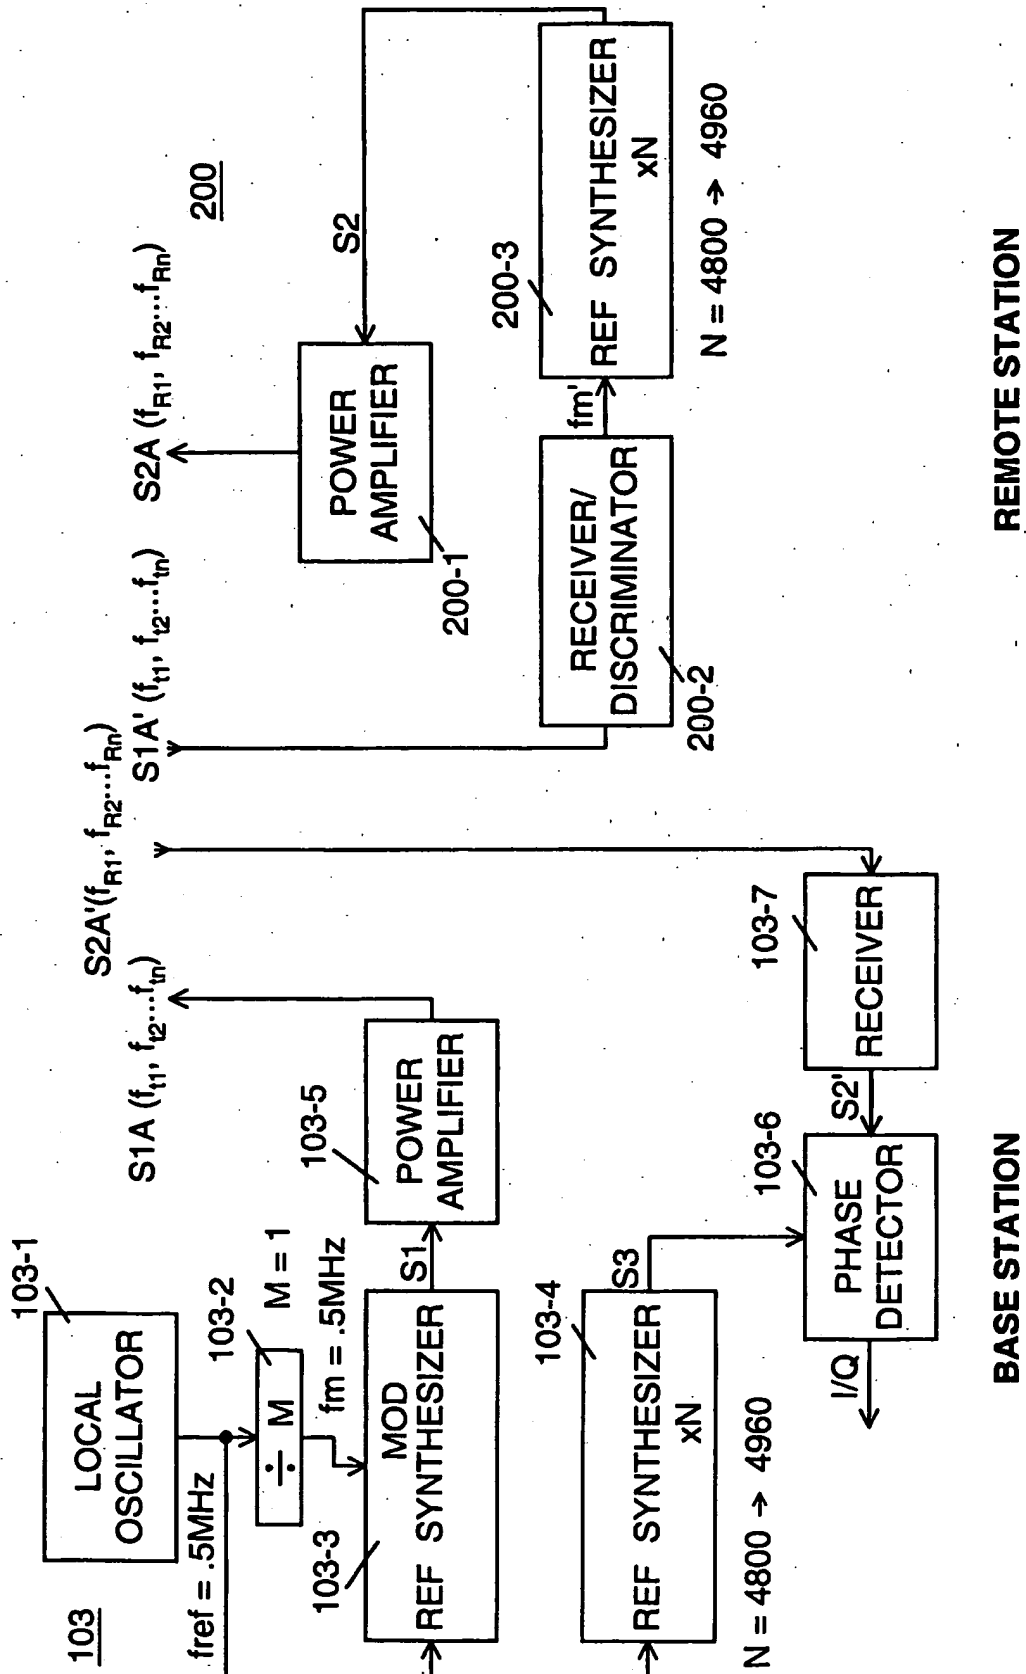 103
LOCAL
OSCILLATOR
103-1
fref = .5MHz
÷ M
103-2
M = 1
fm = .5MHz
MOD
REF SYNTHESIZER
103-3
S1
POWER
AMPLIFIER
103-5
S1A (ft1, ft2...ftn)
S2A'(fR1, fR2...fRn)
REF SYNTHESIZER
xN
103-4
N = 4800 → 4960
S3
PHASE
DETECTOR
103-6
I/Q
S2'
RECEIVER
103-7
BASE STATION
200
S1A' (ft1, ft2...ftn)
S2A (fR1, fR2...fRn)
POWER
AMPLIFIER
200-1
S2
RECEIVER/
DISCRIMINATOR
200-2
fm'
REF SYNTHESIZER
xN
200-3
N = 4800 → 4960
REMOTE STATION